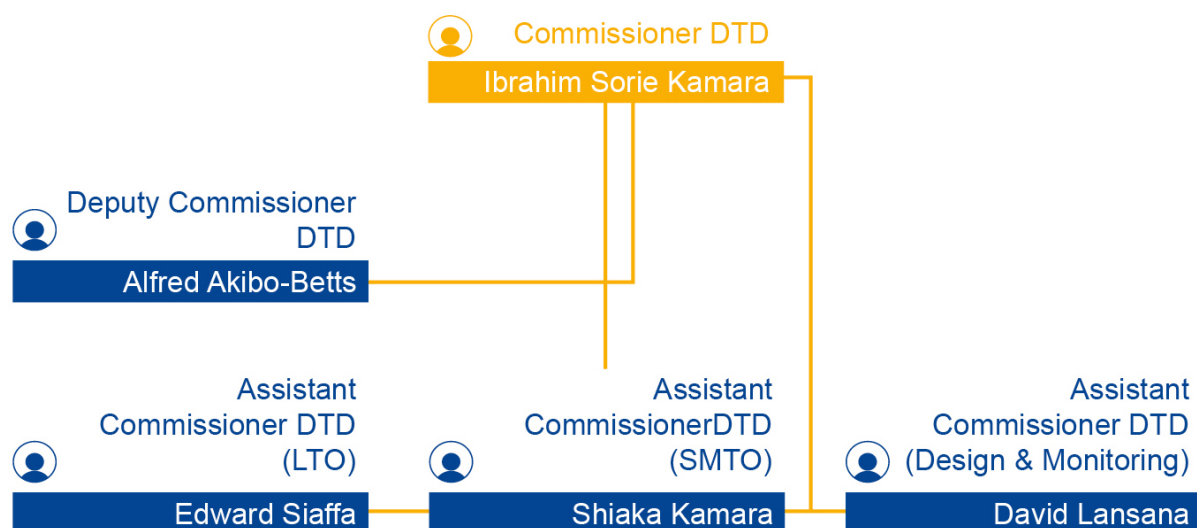 Commissioner DTD
Ibrahim Sorie Kamara
Deputy Commissioner
DTD
Alfred Akibo-Betts
Assistant
Commissioner DTD
(LTO)
Edward Siaffa
Assistant
CommissionerDTD
(SMTO)
Shiaka Kamara
Assistant
Commissioner DTD
(Design & Monitoring)
David Lansana